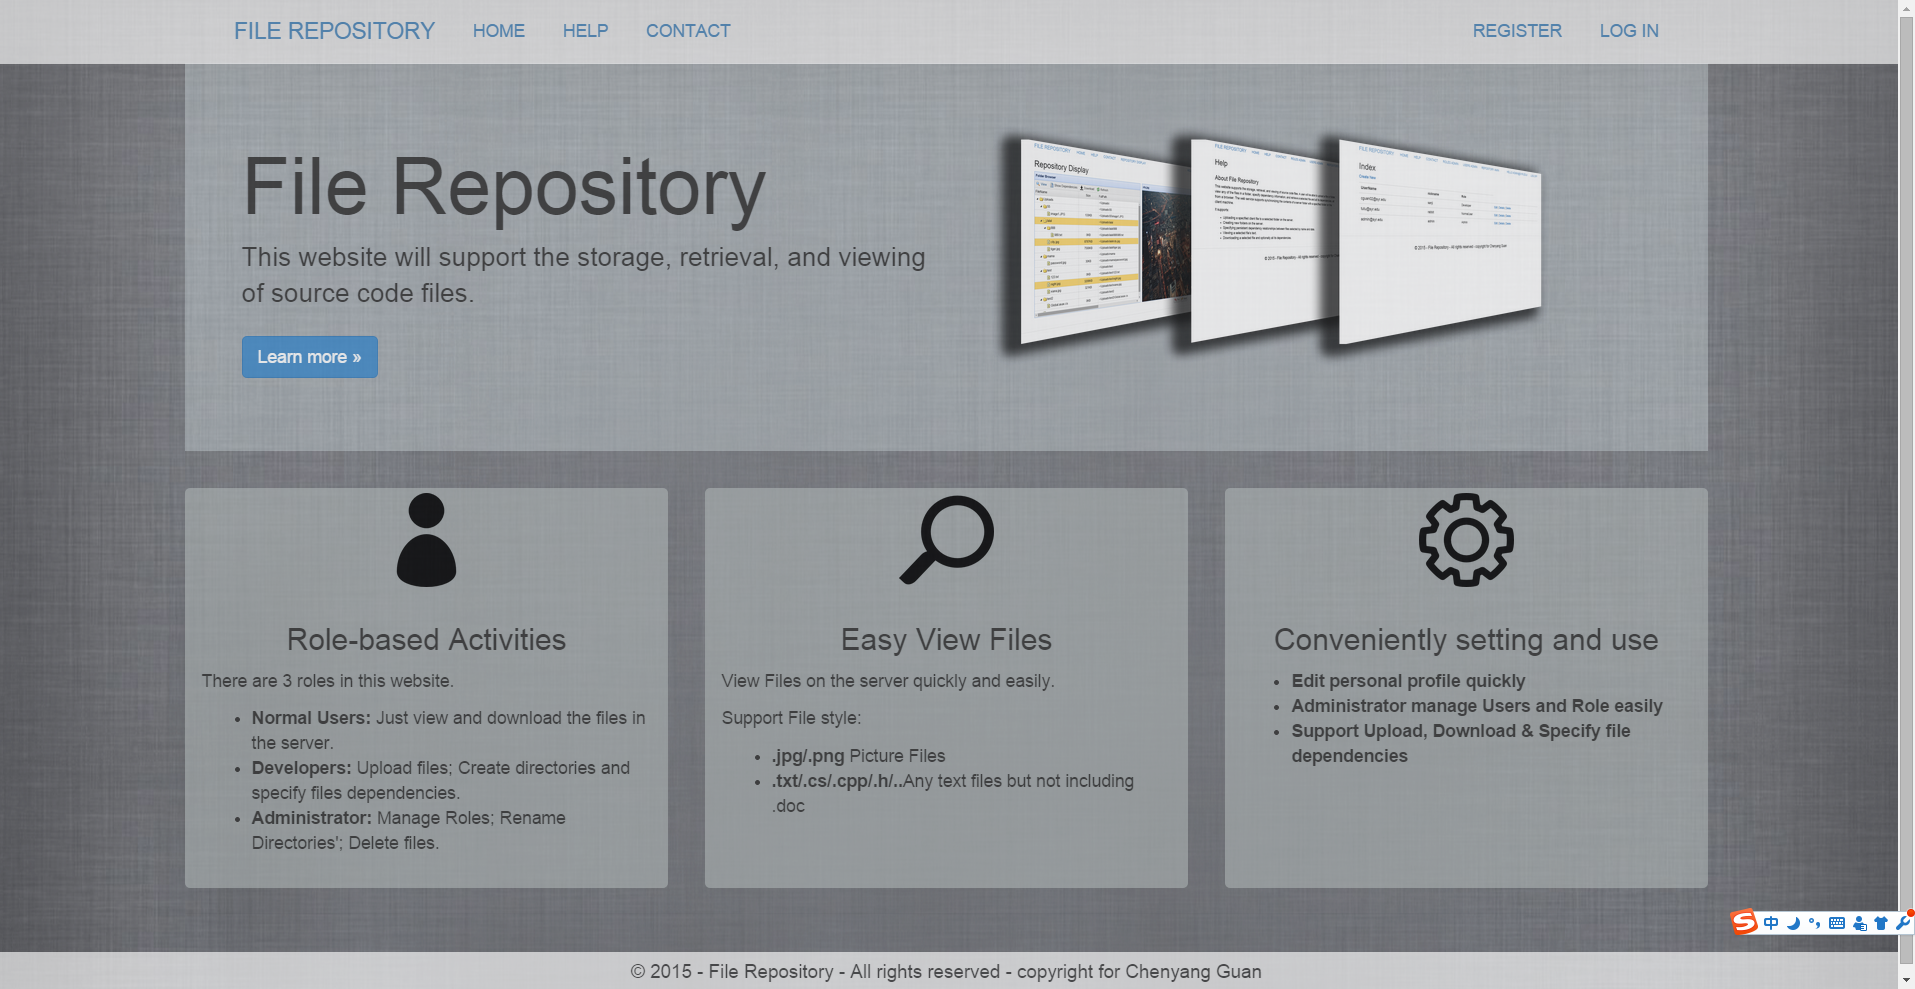 FILE REPOSITORY HOME HELP CONTACT REGISTER LOG IN
File Repository
This website will support the storage, retrieval, and viewing
of source code files.
Learn more »
Repository Display
Help
About File Repository
Index
Role-based Activities
There are 3 roles in this website.
• Normal Users: Just view and download the files in
the server.
• Developers: Upload files; Create directories and
specify files dependencies.
• Administrator: Manage Roles; Rename
Directories'; Delete files.
Easy View Files
View Files on the server quickly and easily.
Support File style:
• .jpg/.png Picture Files
• .txt/.cs/.cpp/.h/..Any text files but not including
.doc
Conveniently setting and use
• Edit personal profile quickly
• Administrator manage Users and Role easily
• Support Upload, Download & Specify file
dependencies
S 中
© 2015 - File Repository - All rights reserved - copyright for Chenyang Guan